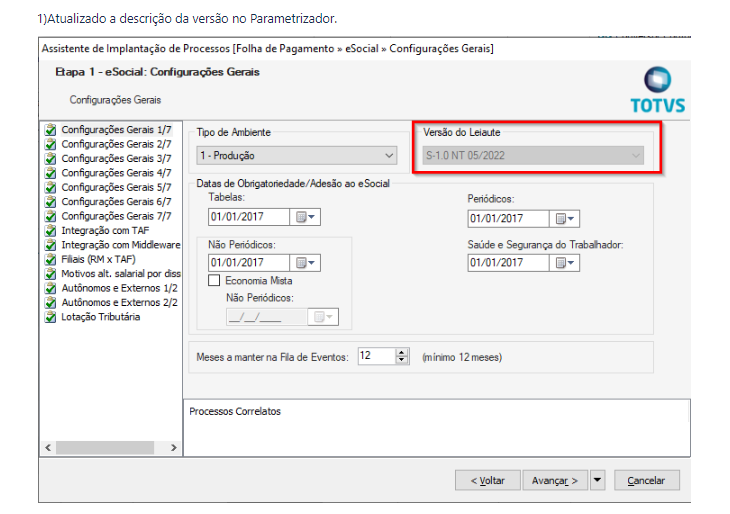 1)Atualizado a descrição da versão no Parametrizador.
Assistente de Implantação de Processos [Folha de Pagamento » eSocial » Configurações Gerais]
Etapa 1 - eSocial: Configurações Gerais
Configurações Gerais
TOTVS
Configurações Gerais 1/7
Configurações Gerais 2/7
Configurações Gerais 3/7
Configurações Gerais 4/7
Configurações Gerais 5/7
Configurações Gerais 6/7
Configurações Gerais 7/7
Integração com TAF
Integração com Middleware
Filiais (RM x TAF)
Motivos alt. salarial por diss
Autônomos e Externos 1/2
Autônomos e Externos 2/2
Lotação Tributária
Tipo de Ambiente
1 - Produção
Versão do Leiaute
S-1.0 NT 05/2022
Datas de Obrigatoriedade/Adesão ao eSocial
Tabelas:
01/01/2017
Periódicos:
01/01/2017
Não Periódicos:
01/01/2017
Saúde e Segurança do Trabalhador:
01/01/2017
Economia Mista
Não Periódicos:
__/__/____
Meses a manter na Fila de Eventos: 12 (mínimo 12 meses)
Processos Correlatos
< Voltar
Avançar >
Cancelar